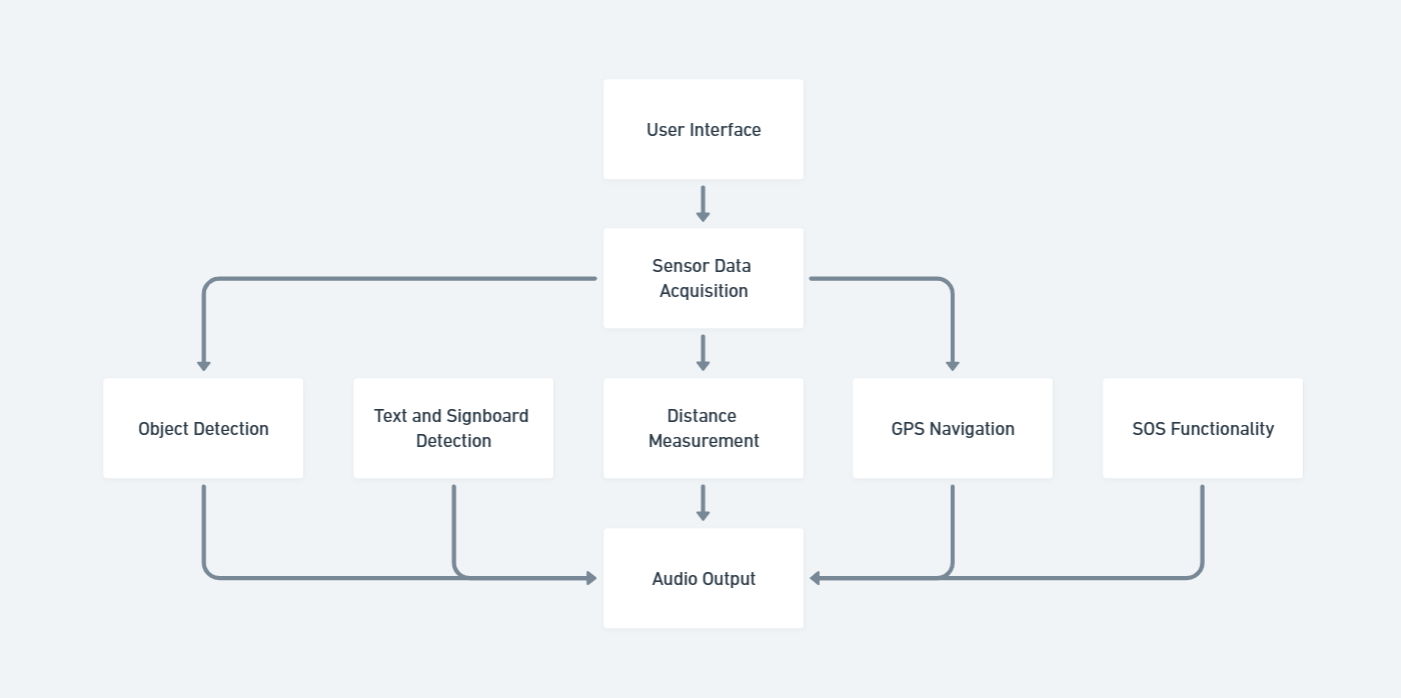 User Interface
Sensor Data
Acquisition
Object Detection
Text and Signboard
Detection
Distance
Measurement
GPS Navigation
SOS Functionality
Audio Output